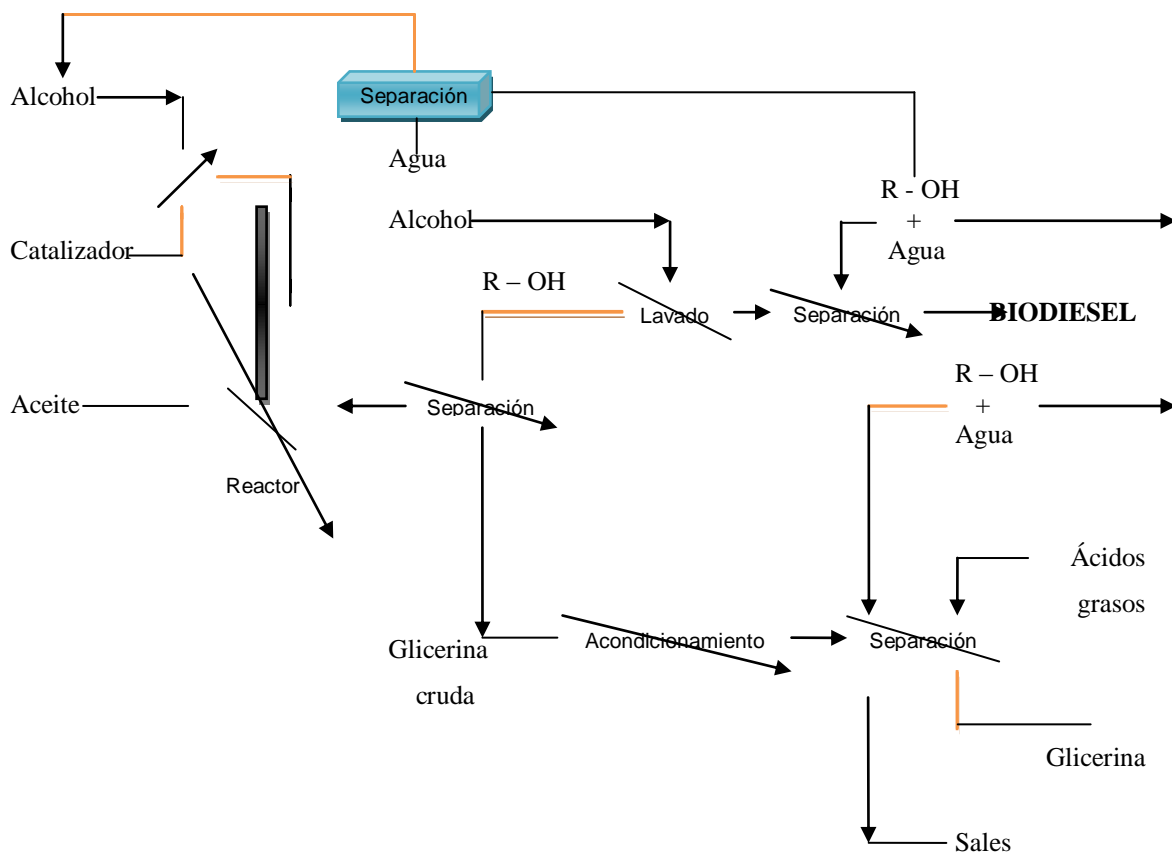 Alcohol
Separación
Agua
R - OH
+
Agua
Alcohol
Catalizador
R – OH
Lavado
Separación
BIODIESEL
R – OH
+
Agua
Aceite
Separación
Reactor
Ácidos
grasos
Glicerina
cruda
Acondicionamiento
Separación
Glicerina
Sales